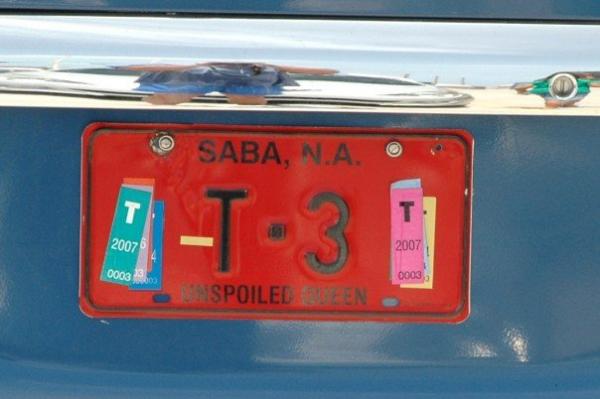 SABA, N.A.
T
2007
0003
T-3
T
2007
0003
UNSPOILED QUEEN